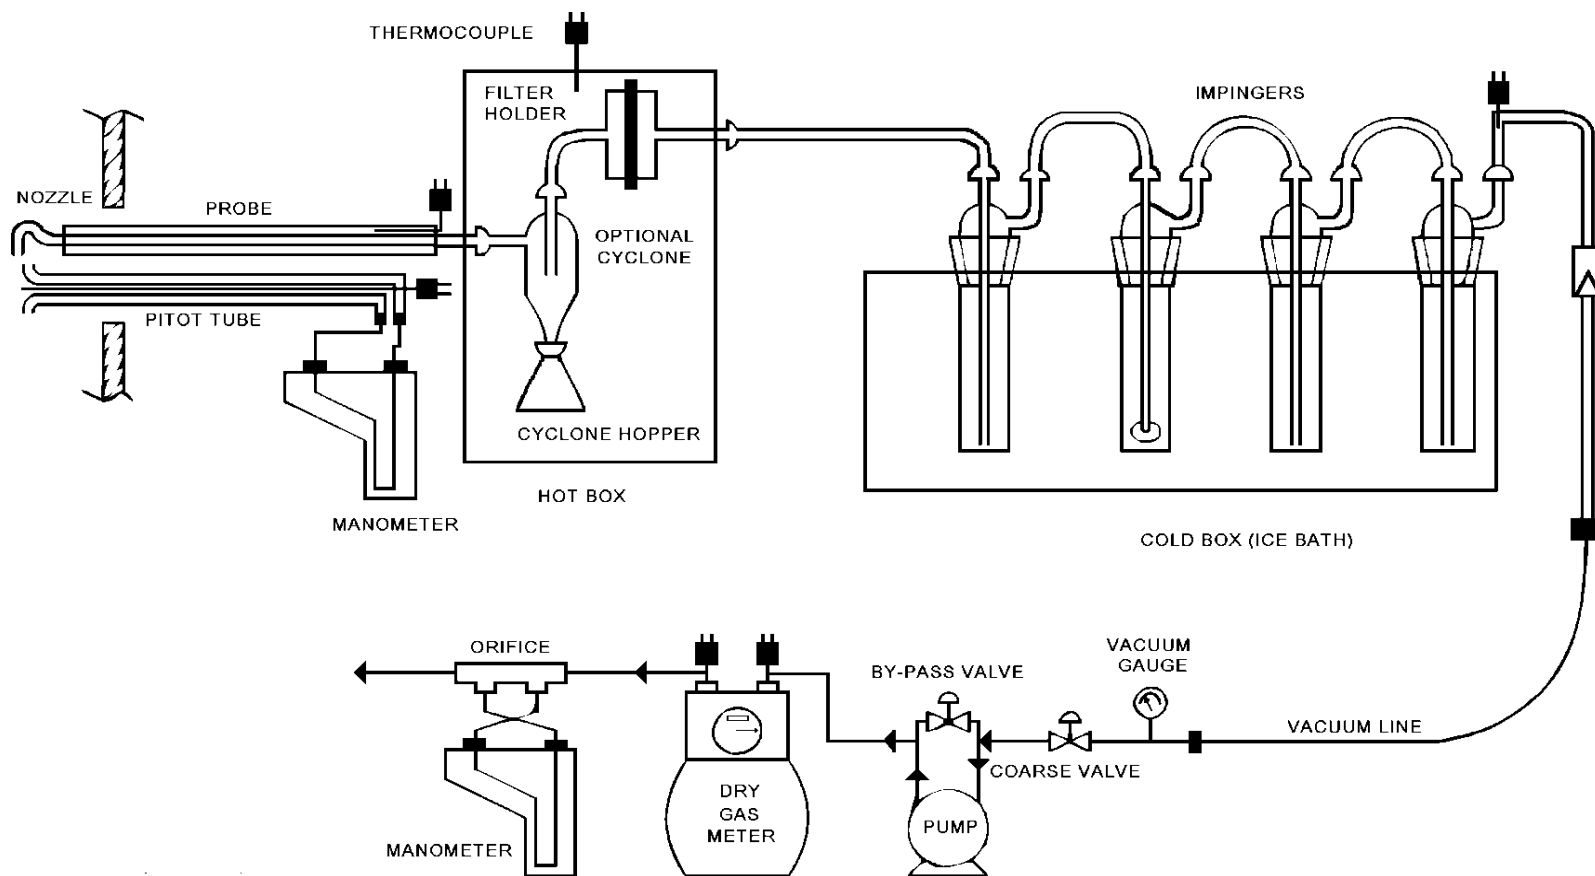 THERMOCOUPLE
FILTER
HOLDER
IMPINGERS
NOZZLE
PROBE
OPTIONAL
CYCLONE
PITOT TUBE
CYCLONE HOPPER
HOT BOX
MANOMETER
COLD BOX (ICE BATH)
ORIFICE
VACUUM
GAUGE
BY-PASS VALVE
VACUUM LINE
COARSE VALVE
DRY
GAS
METER
PUMP
MANOMETER